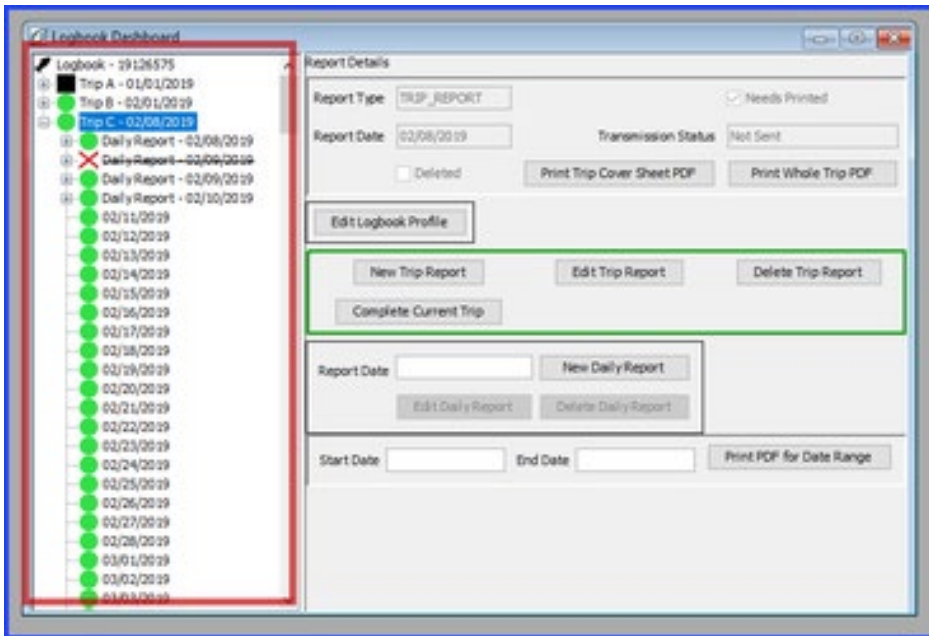 Logbook Dashboard
Logbook - 19126575
Trip A - 01/01/2019
Trip B - 02/01/2019
Trip C - 02/08/2019
Daily Report - 02/08/2019
Daily Report - 02/09/2019
Daily Report - 02/09/2019
Daily Report - 02/10/2019
02/11/2019
02/12/2019
02/13/2019
02/14/2019
02/15/2019
02/16/2019
02/17/2019
02/18/2019
02/19/2019
02/20/2019
02/21/2019
02/22/2019
02/23/2019
02/24/2019
02/25/2019
02/26/2019
02/27/2019
02/28/2019
03/01/2019
03/02/2019
03/03/2019
Report Details
Report Type TRIP_REPORT Needs Printed
Report Date 02/08/2019 Transmission Status Not Sent
Deleted Print Trip Cover Sheet PDF Print Whole Trip PDF
Edit Logbook Profile
New Trip Report Edit Trip Report Delete Trip Report
Complete Current Trip
Report Date New Daily Report
Edit Daily Report Delete Daily Report
Start Date End Date Print PDF for Date Range